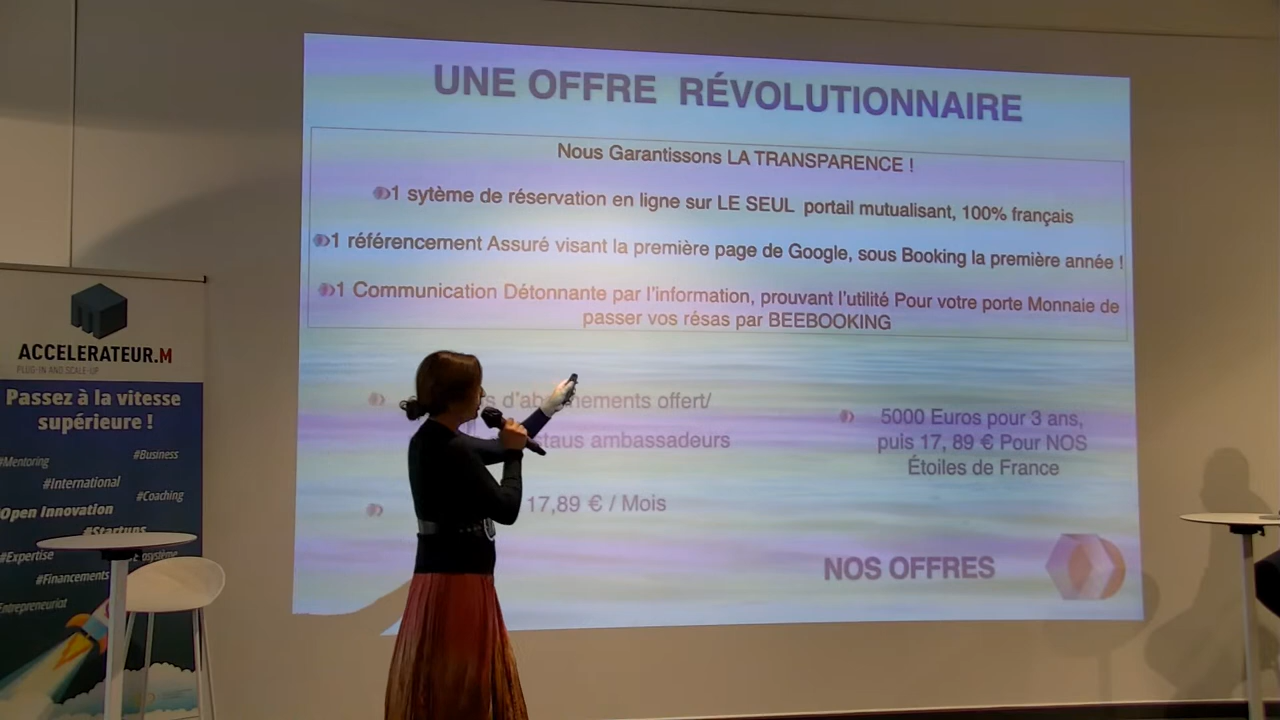 UNE OFFRE RÉVOLUTIONNAIRE
Nous Garantissons LA TRANSPARENCE !
1 sytème de réservation en ligne sur LE SEUL portail mutualisant, 100% français
1 référencement Assuré visant la première page de Google, sous Booking la première année !
1 Communication Détonnante par l'information, prouvant l'utilité Pour votre porte Monnaie de
passer vos résas par BEEBOOKING
offert/
ambassadeurs
17,89 € / Mois
5000 Euros pour 3 ans,
puis 17, 89 € Pour NOS
Étoiles de France
NOS OFFRES
ACCELERATEUR.M
PLUG-IN AND SCALE-UP
Passez à la vitesse
supérieure !
#Mentoring
#Business
#International
#Coaching
Open Innovation
#Startups
#Expertise
#Financements
Entrepreneuriat